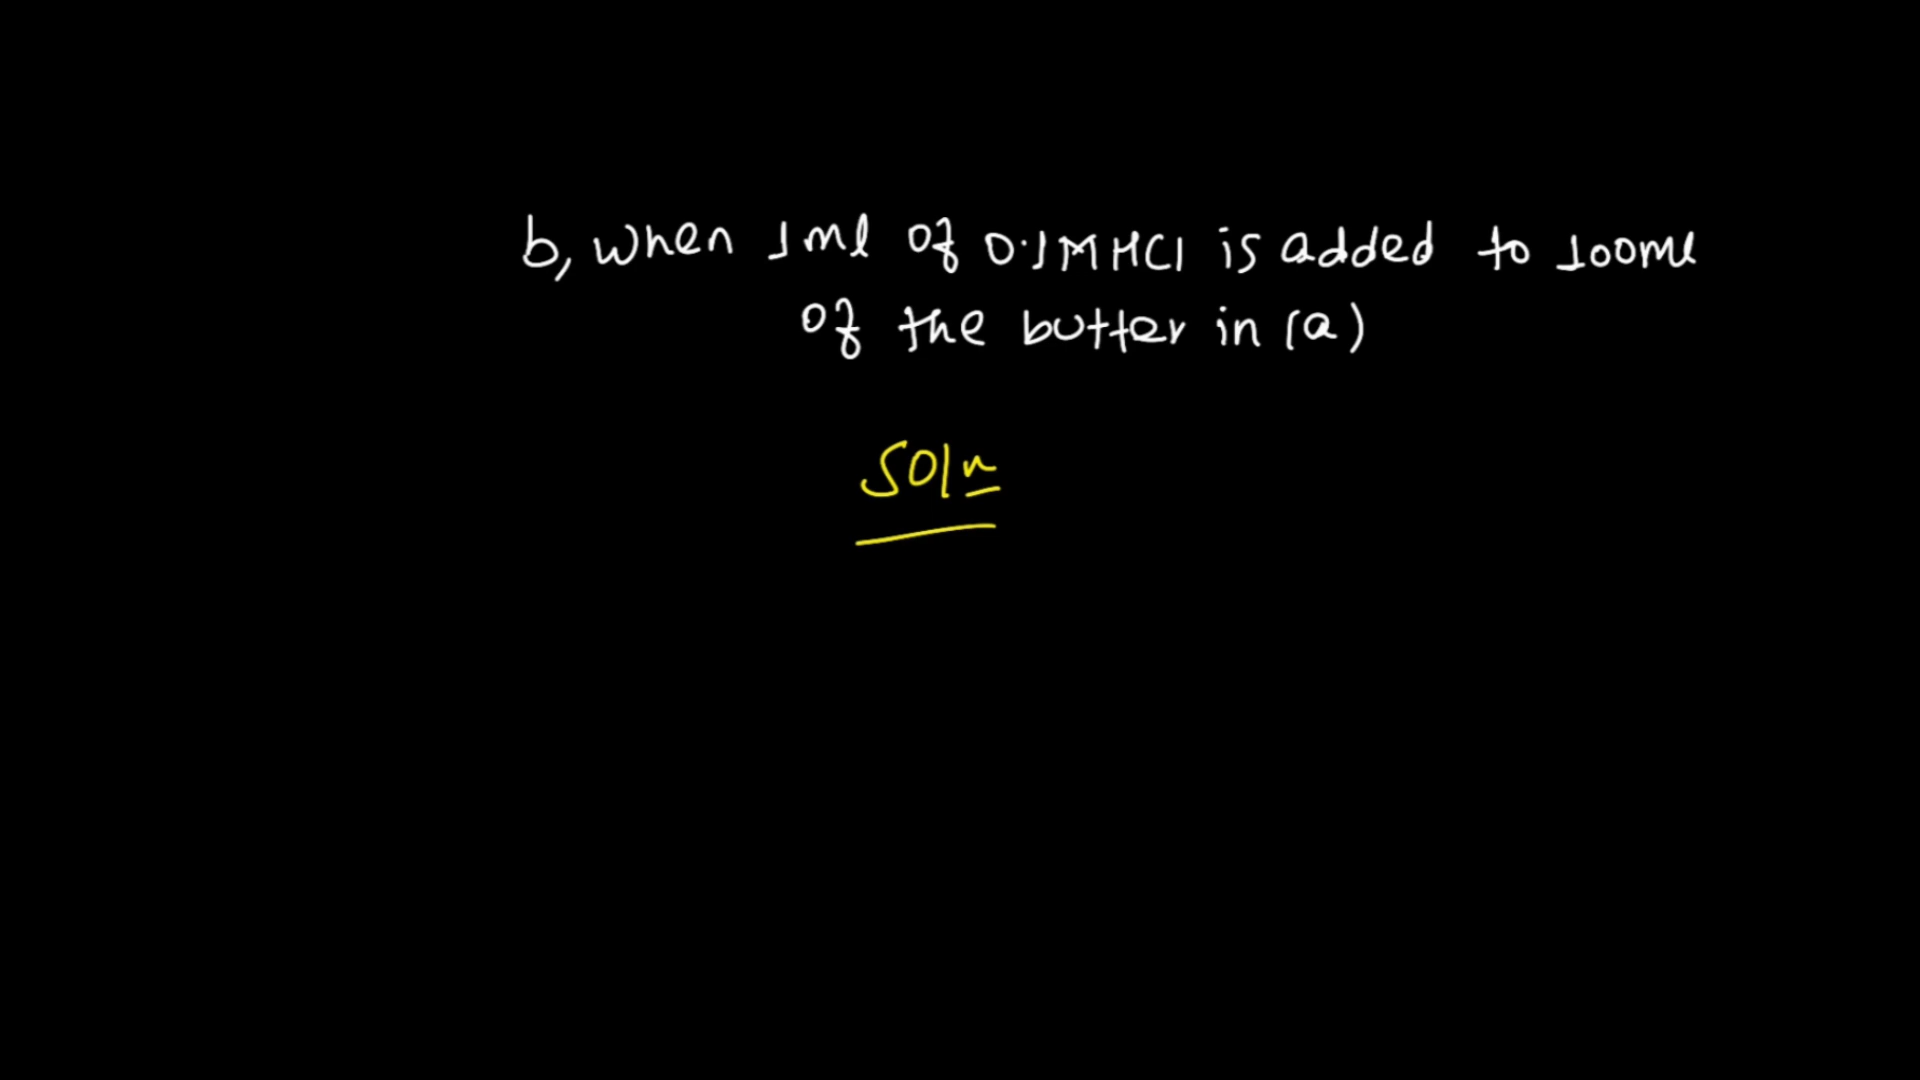 b, when 1ml of 0.1M HCl is added to 100ml
of the buffer in (a)
Soln